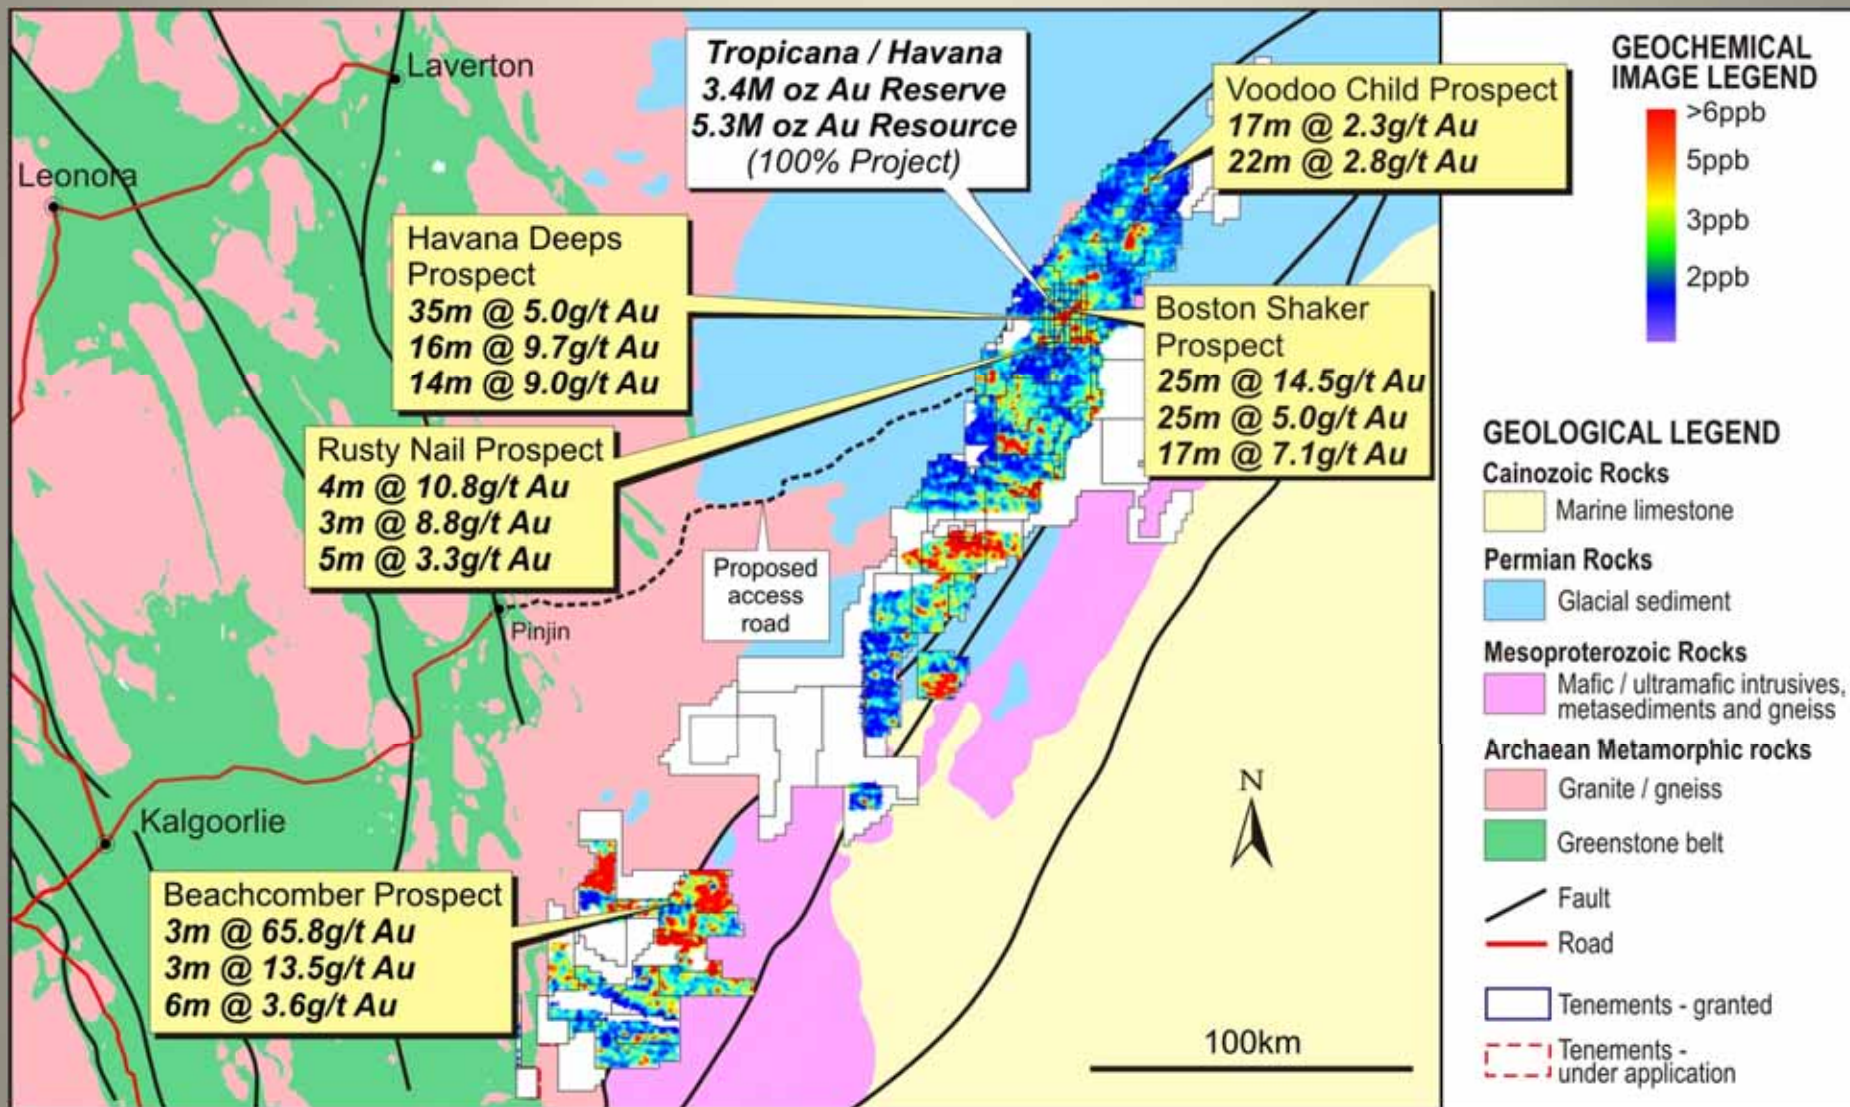 Laverton
Leonora
Tropicana / Havana
3.4M oz Au Reserve
5.3M oz Au Resource
(100% Project)
Voodoo Child Prospect
17m @ 2.3g/t Au
22m @ 2.8g/t Au
Havana Deeps
Prospect
35m @ 5.0g/t Au
16m @ 9.7g/t Au
14m @ 9.0g/t Au
Boston Shaker
Prospect
25m @ 14.5g/t Au
25m @ 5.0g/t Au
17m @ 7.1g/t Au
Rusty Nail Prospect
4m @ 10.8g/t Au
3m @ 8.8g/t Au
5m @ 3.3g/t Au
Proposed
access
road
Pinjin
Kalgoorlie
Beachcomber Prospect
3m @ 65.8g/t Au
3m @ 13.5g/t Au
6m @ 3.6g/t Au
N
100km
GEOCHEMICAL
IMAGE LEGEND
>6ppb
5ppb
3ppb
2ppb
GEOLOGICAL LEGEND
Cainozoic Rocks
Marine limestone
Permian Rocks
Glacial sediment
Mesoproterozoic Rocks
Mafic / ultramafic intrusives,
metasediments and gneiss
Archaean Metamorphic rocks
Granite / gneiss
Greenstone belt
Fault
Road
Tenements - granted
Tenements -
under application